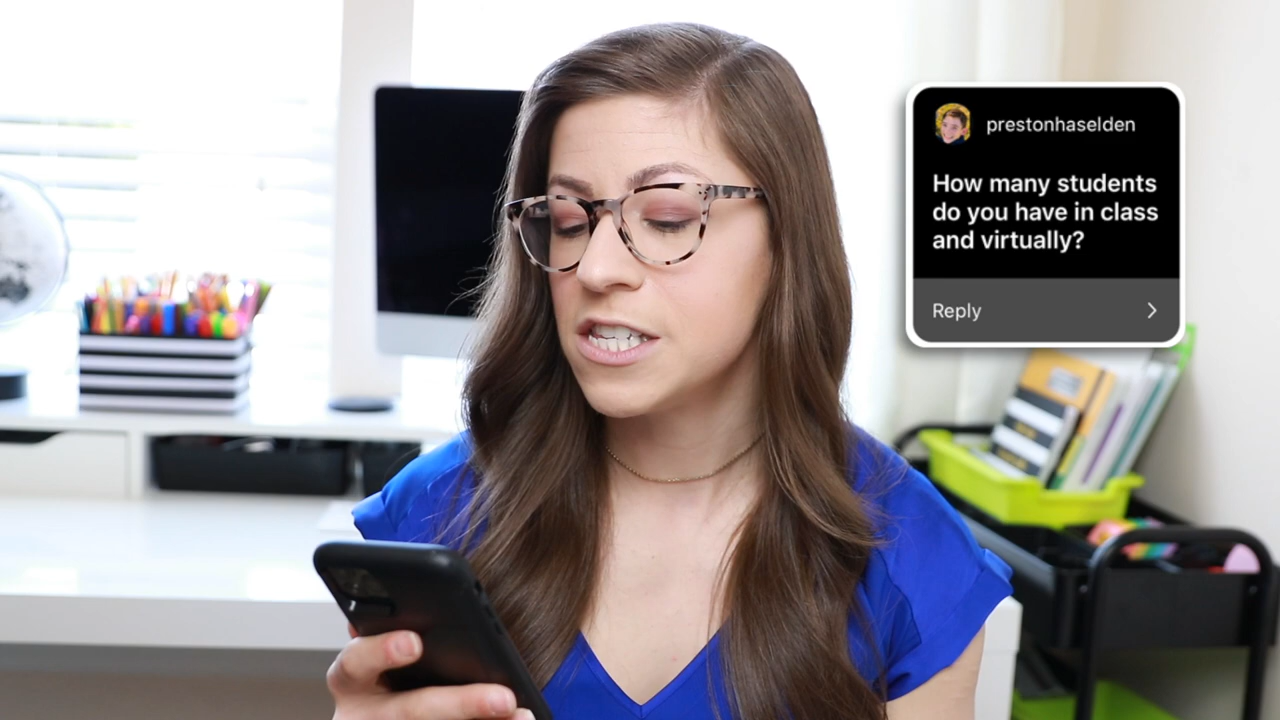 prestonhaselden
How many students
do you have in class
and virtually?
Reply